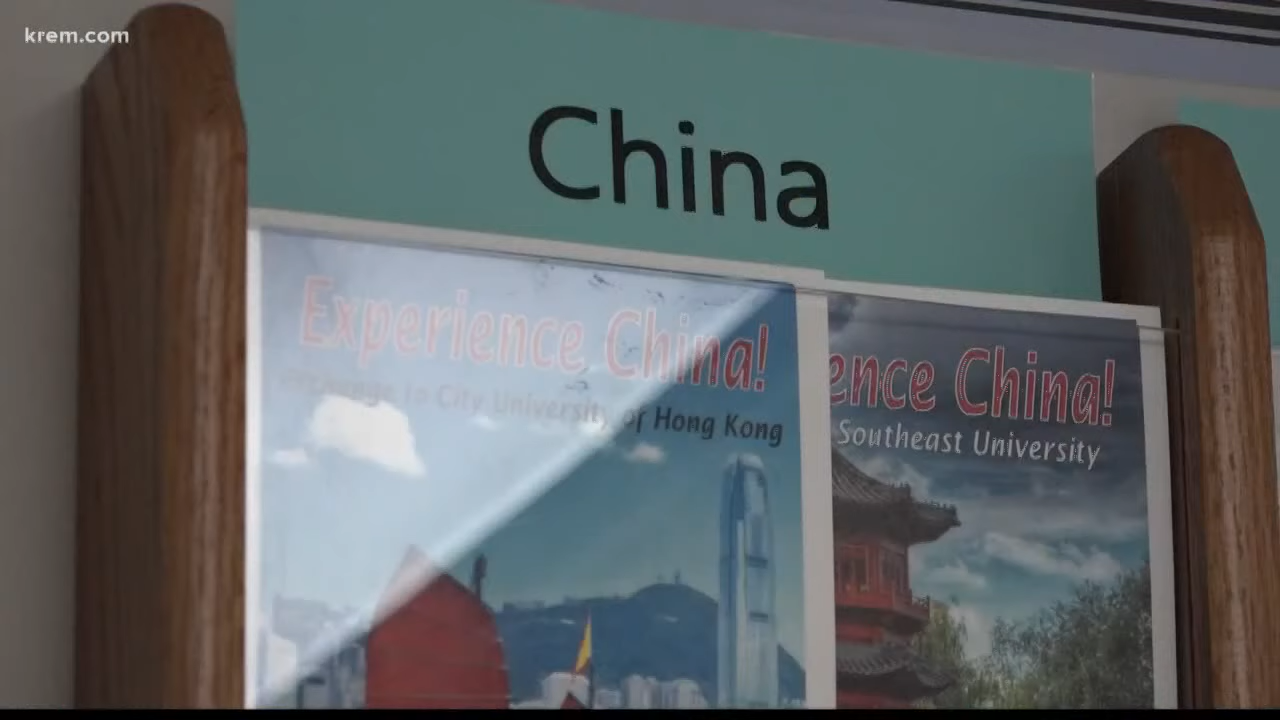 krem.com
China
Experience China!
to City University of Hong Kong
ence China!
Southeast University